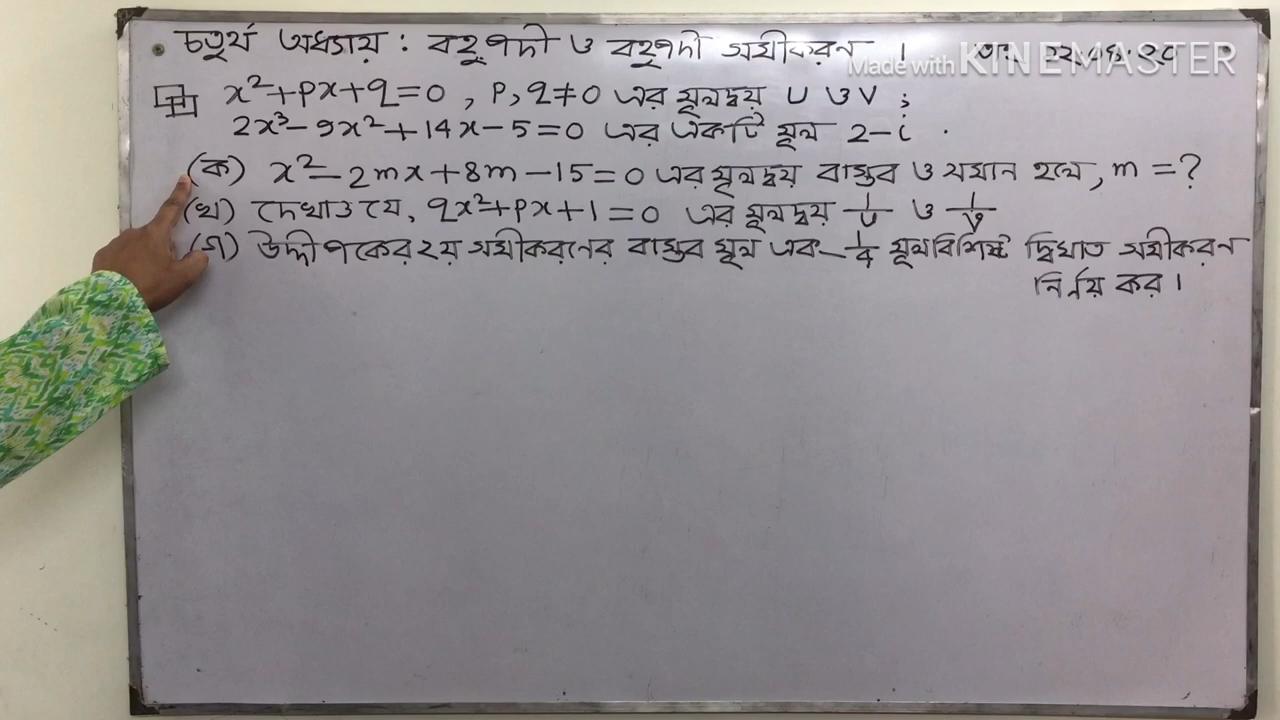 চতুর্থ অধ্যায় : বহুপদী ও বহুপদী সমীকরণ ।
Made with KINEMASTER
x²+px+q=0 , p,q≠0 এর মূলদ্বয় u ও v ;
2x³-9x²+14x-5=0 এর একটি মূল 2-i .
(ক) x²-2mx+8m-15=0 এর মূলদ্বয় বাস্তব ও সমান হলে, m=?
(খ) দেখাও যে, qx²+px+1=0 এর মূলদ্বয় 1/u ও 1/v
(গ) উদ্দীপকের ২য় সমীকরনের বাস্তব মূল এবং -1/4 মূলবিশিষ্ট দ্বিঘাত সমীকরণ
নির্ণয় কর ।